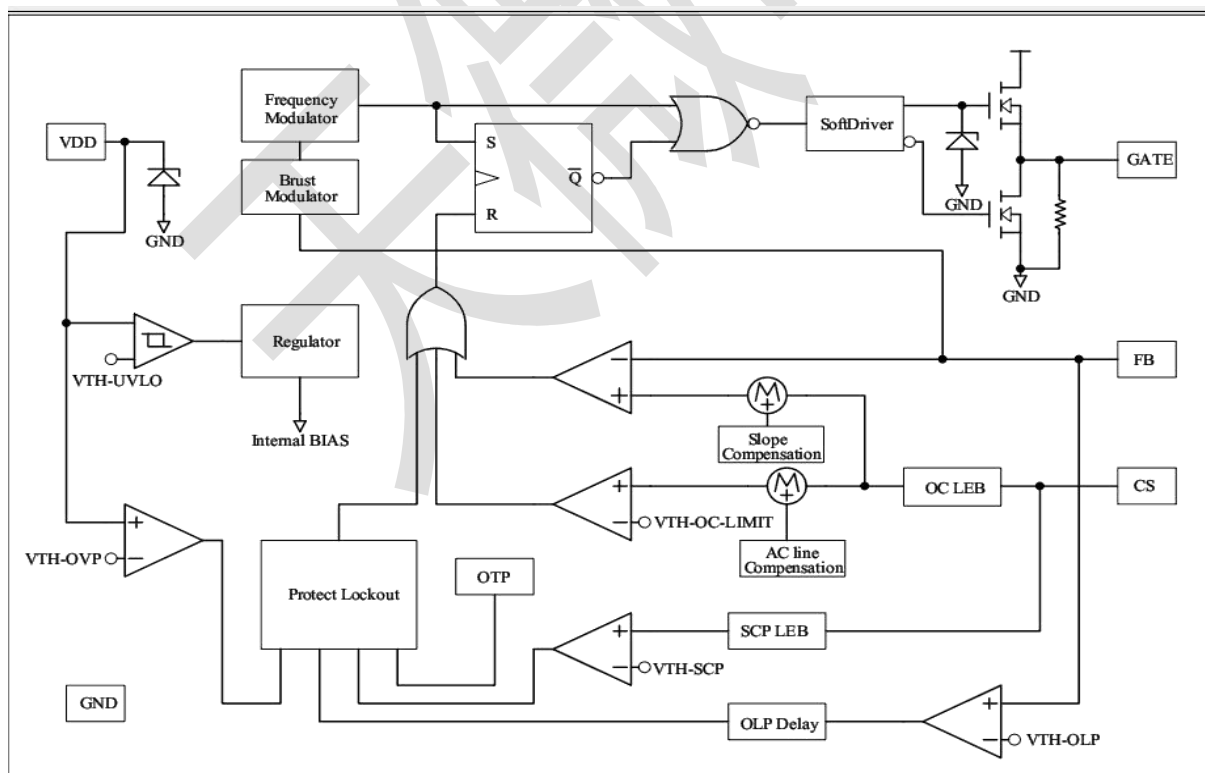 Frequency
Modulator
VDD
S
SoftDriver
GATE
Brust
Modulator
Q
R
GND
GND
GND
Regulator
VTH-UVLO
FB
Internal BIAS
Slope
Compensation
OC LEB
CS
VTH-OC-LIMIT
VTH-OVP
AC line
Compensation
OTP
Protect Lockout
SCP LEB
VTH-SCP
GND
OLP Delay
VTH-OLP